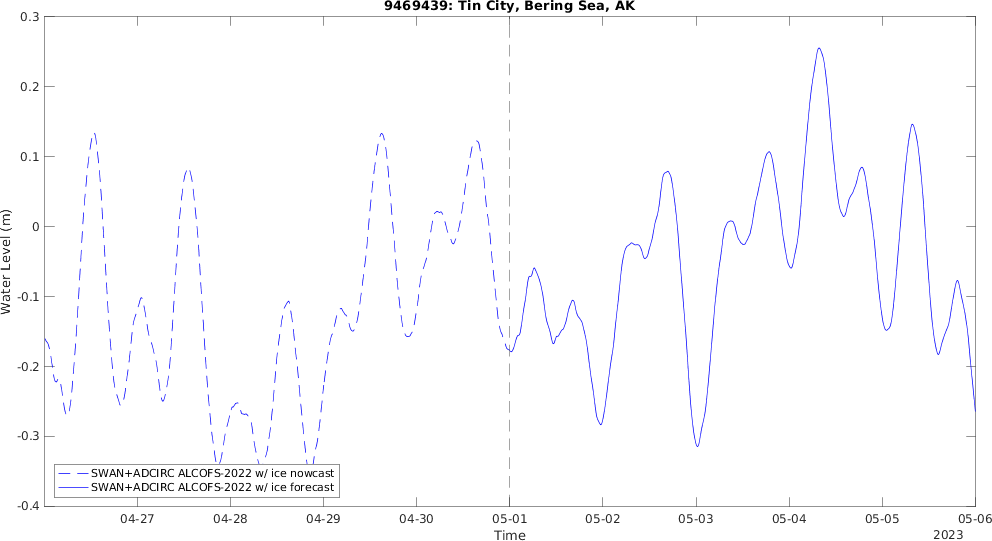 9469439: Tin City, Bering Sea, AK
0.3
0.2
0.1
0
-0.1
-0.2
-0.3
-0.4
Water Level (m)
SWAN+ADCIRC ALCOFS-2022 w/ ice nowcast
SWAN+ADCIRC ALCOFS-2022 w/ ice forecast
04-27 04-28 04-29 04-30 05-01 05-02 05-03 05-04 05-05 05-06
Time
2023